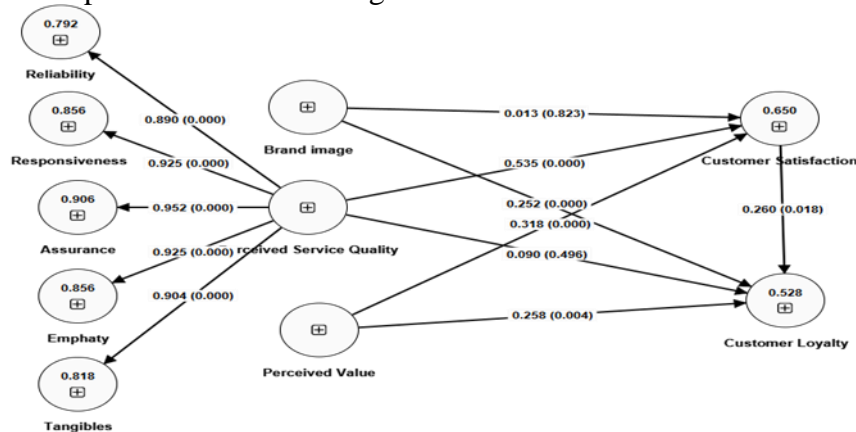 0.792
Reliability
0.856
Responsiveness
0.906
Assurance
0.856
Emphaty
0.818
Tangibles
0.890 (0.000)
0.925 (0.000)
0.952 (0.000)
0.925 (0.000)
0.904 (0.000)
Brand image
rceived Service Quality
Perceived Value
0.013 (0.823)
0.535 (0.000)
0.252 (0.000)
0.318 (0.000)
0.090 (0.496)
0.258 (0.004)
0.650
Customer Satisfaction
0.260 (0.018)
0.528
Customer Loyalty